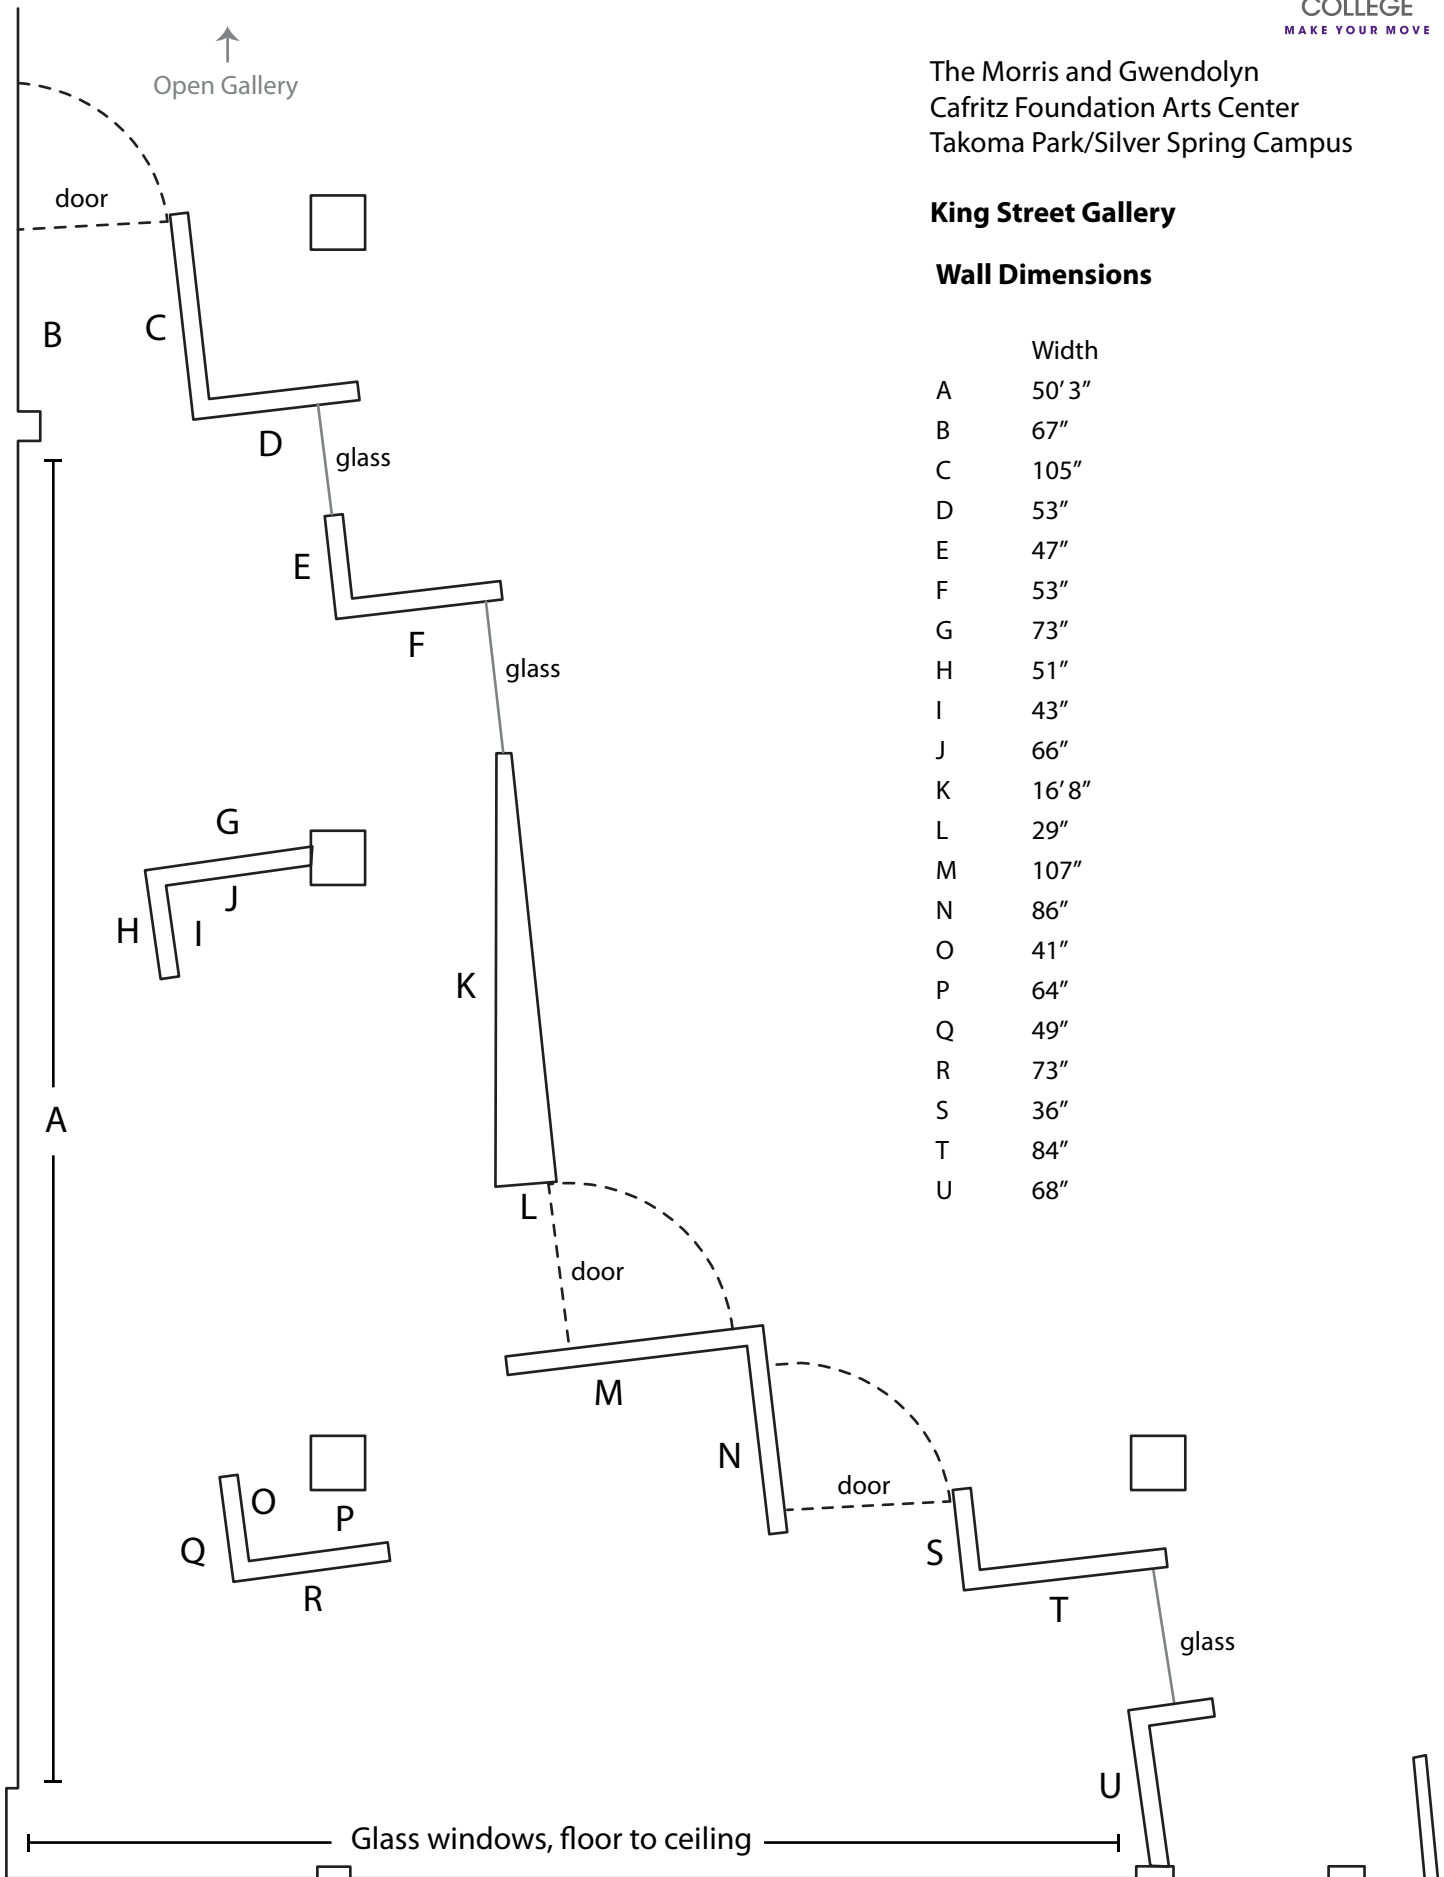 COLLEGE
MAKE YOUR MOVE
Open Gallery
The Morris and Gwendolyn
Cafritz Foundation Arts Center
Takoma Park/Silver Spring Campus
King Street Gallery
Wall Dimensions
Width
A 50’ 3”
B 67”
C 105”
D 53”
E 47”
F 53”
G 73”
H 51”
I 43”
J 66”
K 16’ 8”
L 29”
M 107”
N 86”
O 41”
P 64”
Q 49”
R 73”
S 36”
T 84”
U 68”
door
B
C
D
glass
E
F
glass
G
J
H
I
K
A
L
door
M
N
door
O
P
Q
R
S
T
glass
U
Glass windows, floor to ceiling